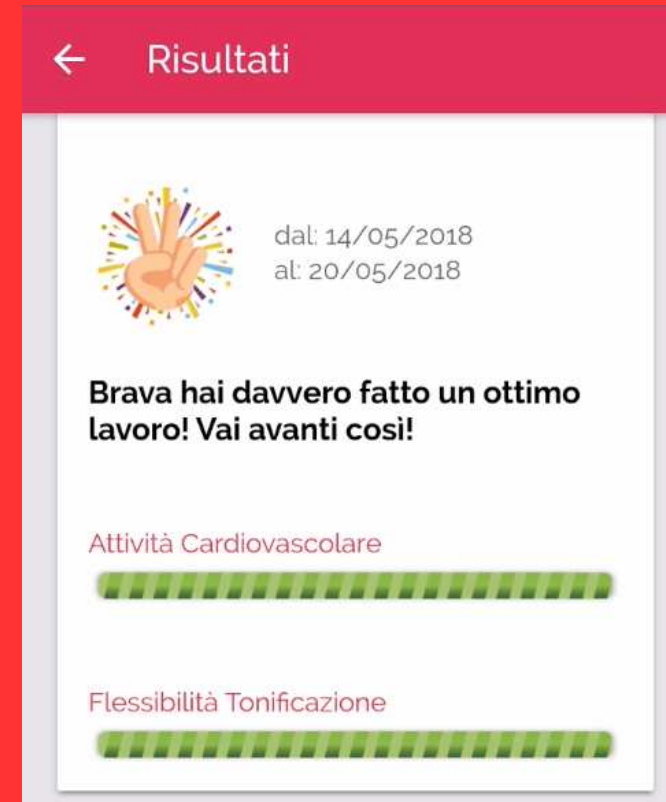 Risultati
dal: 14/05/2018
al: 20/05/2018
Brava hai davvero fatto un ottimo
lavoro! Vai avanti così!
Attività Cardiovascolare
Flessibilità Tonificazione